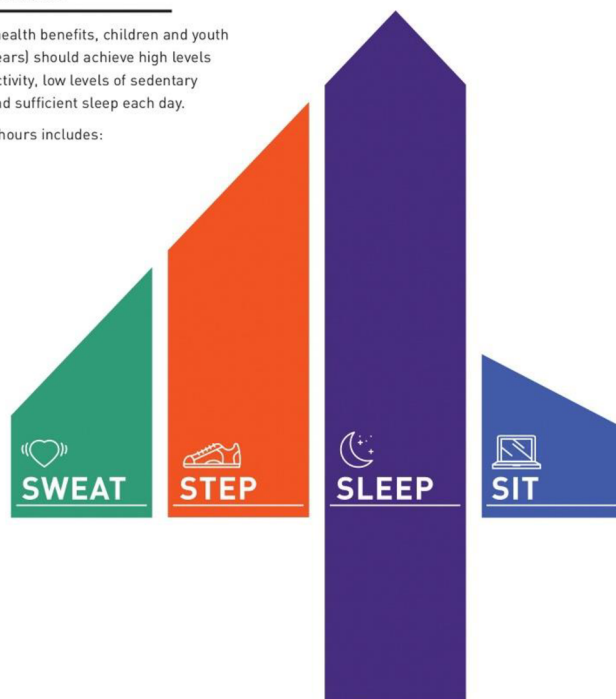 health benefits, children and youth
ears) should achieve high levels
ctivity, low levels of sedentary
nd sufficient sleep each day.
hours includes:
SWEAT
STEP
SLEEP
SIT